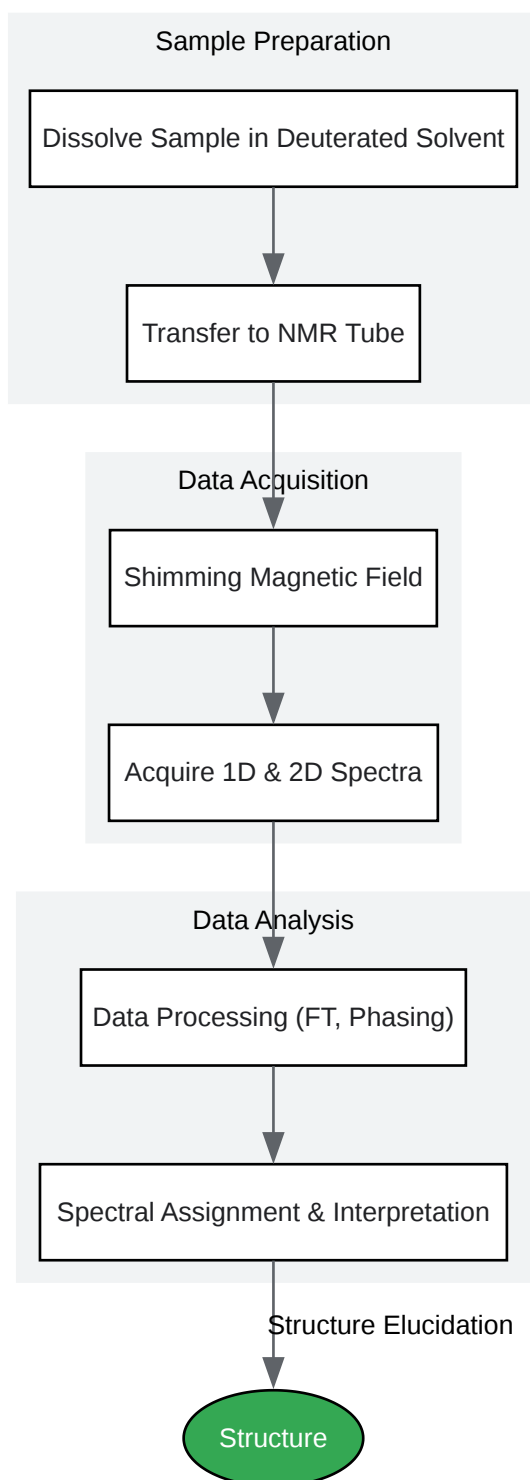 Sample Preparation
Dissolve Sample in Deuterated Solvent
Transfer to NMR Tube
Data Acquisition
Shimming Magnetic Field
Acquire 1D & 2D Spectra
Data Analysis
Data Processing (FT, Phasing)
Spectral Assignment & Interpretation
Structure Elucidation
Structure